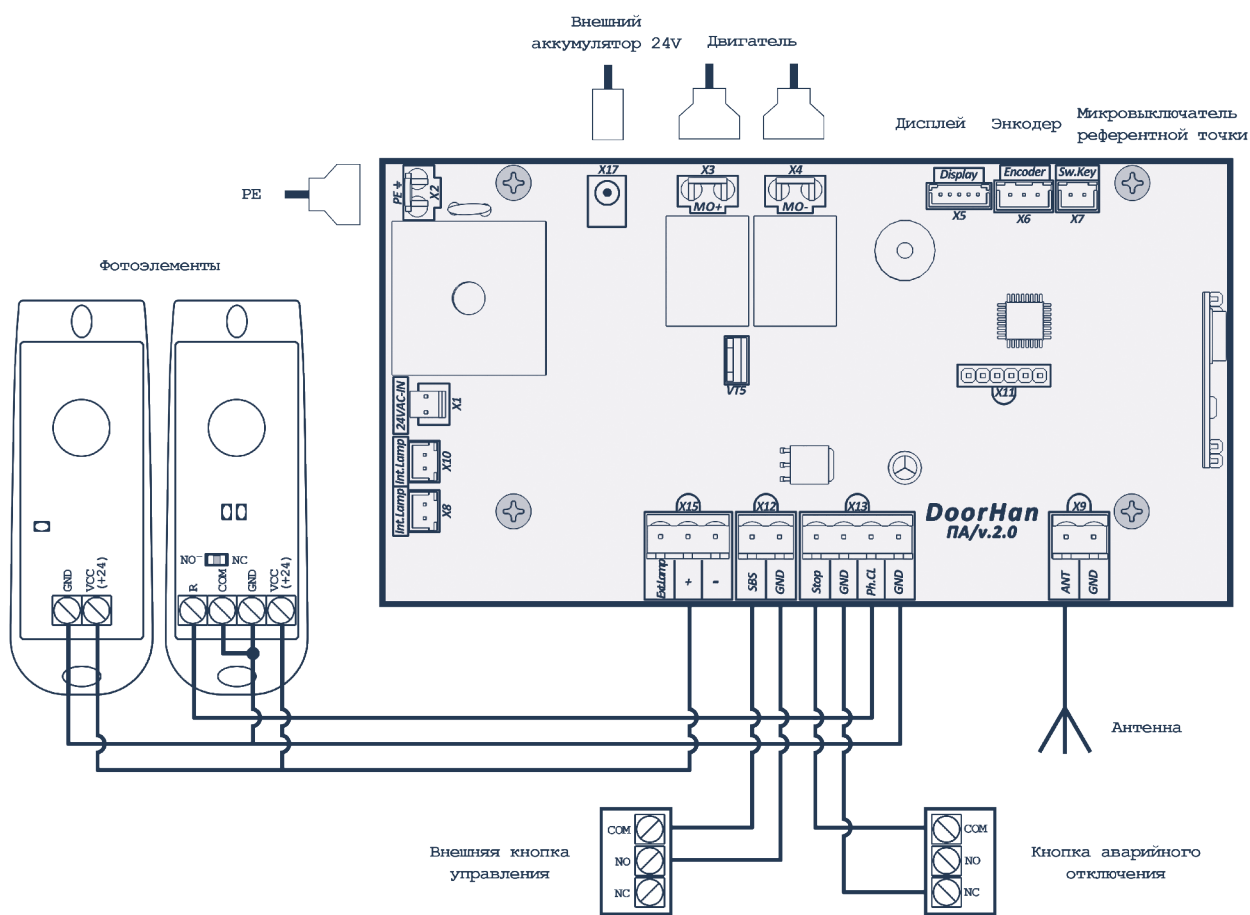 Внешний
аккумулятор 24V
Двигатель
Дисплей
Энкодер
Микровыключатель
референтной точки
PE
PE
X2
X17
X3
MO+
X4
MO-
Display
X5
Encoder
X6
Sw.Key
X7
Фотоэлементы
24VAC-IN
X1
Int.Lamp
X10
Int.Lamp
X8
VT5
X11
DoorHan
ПА/v.2.0
X15
Ext.Lamp
+
-
X12
SBS
GND
X13
Stop
GND
Ph.CL
GND
X9
ANT
GND
GND
VCC
(+24)
NO
NC
R
COM
GND
VCC
(+24)
Антенна
Внешняя кнопка
управления
COM
NO
NC
COM
NO
NC
Кнопка аварийного
отключения